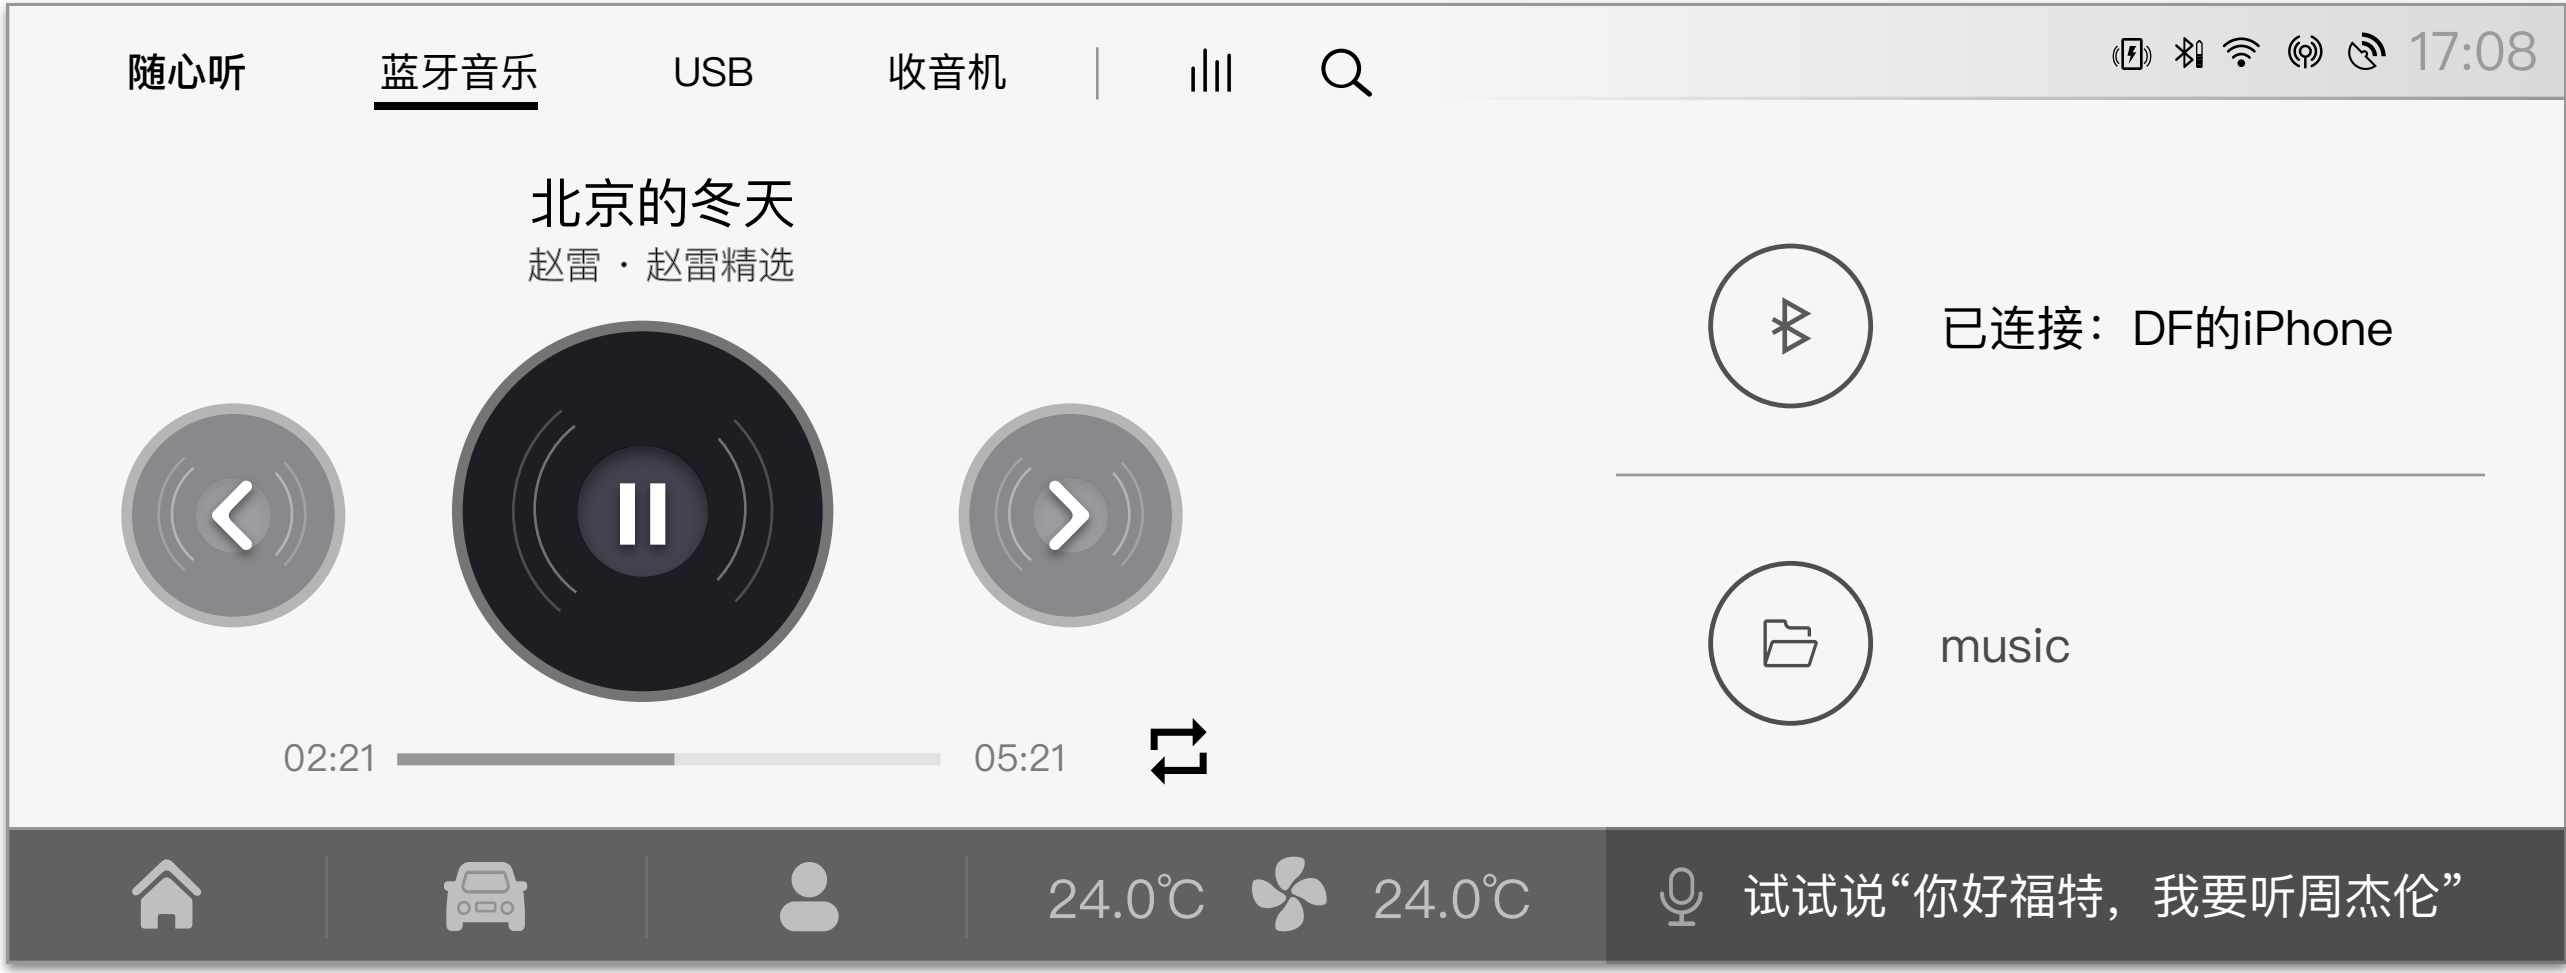 随心听 蓝牙音乐 USB 收音机 17:08
北京的冬天
赵雷 · 赵雷精选
已连接：DF的iPhone
music
02:21 05:21
24.0℃ 24.0℃ 试试说“你好福特，我要听周杰伦”